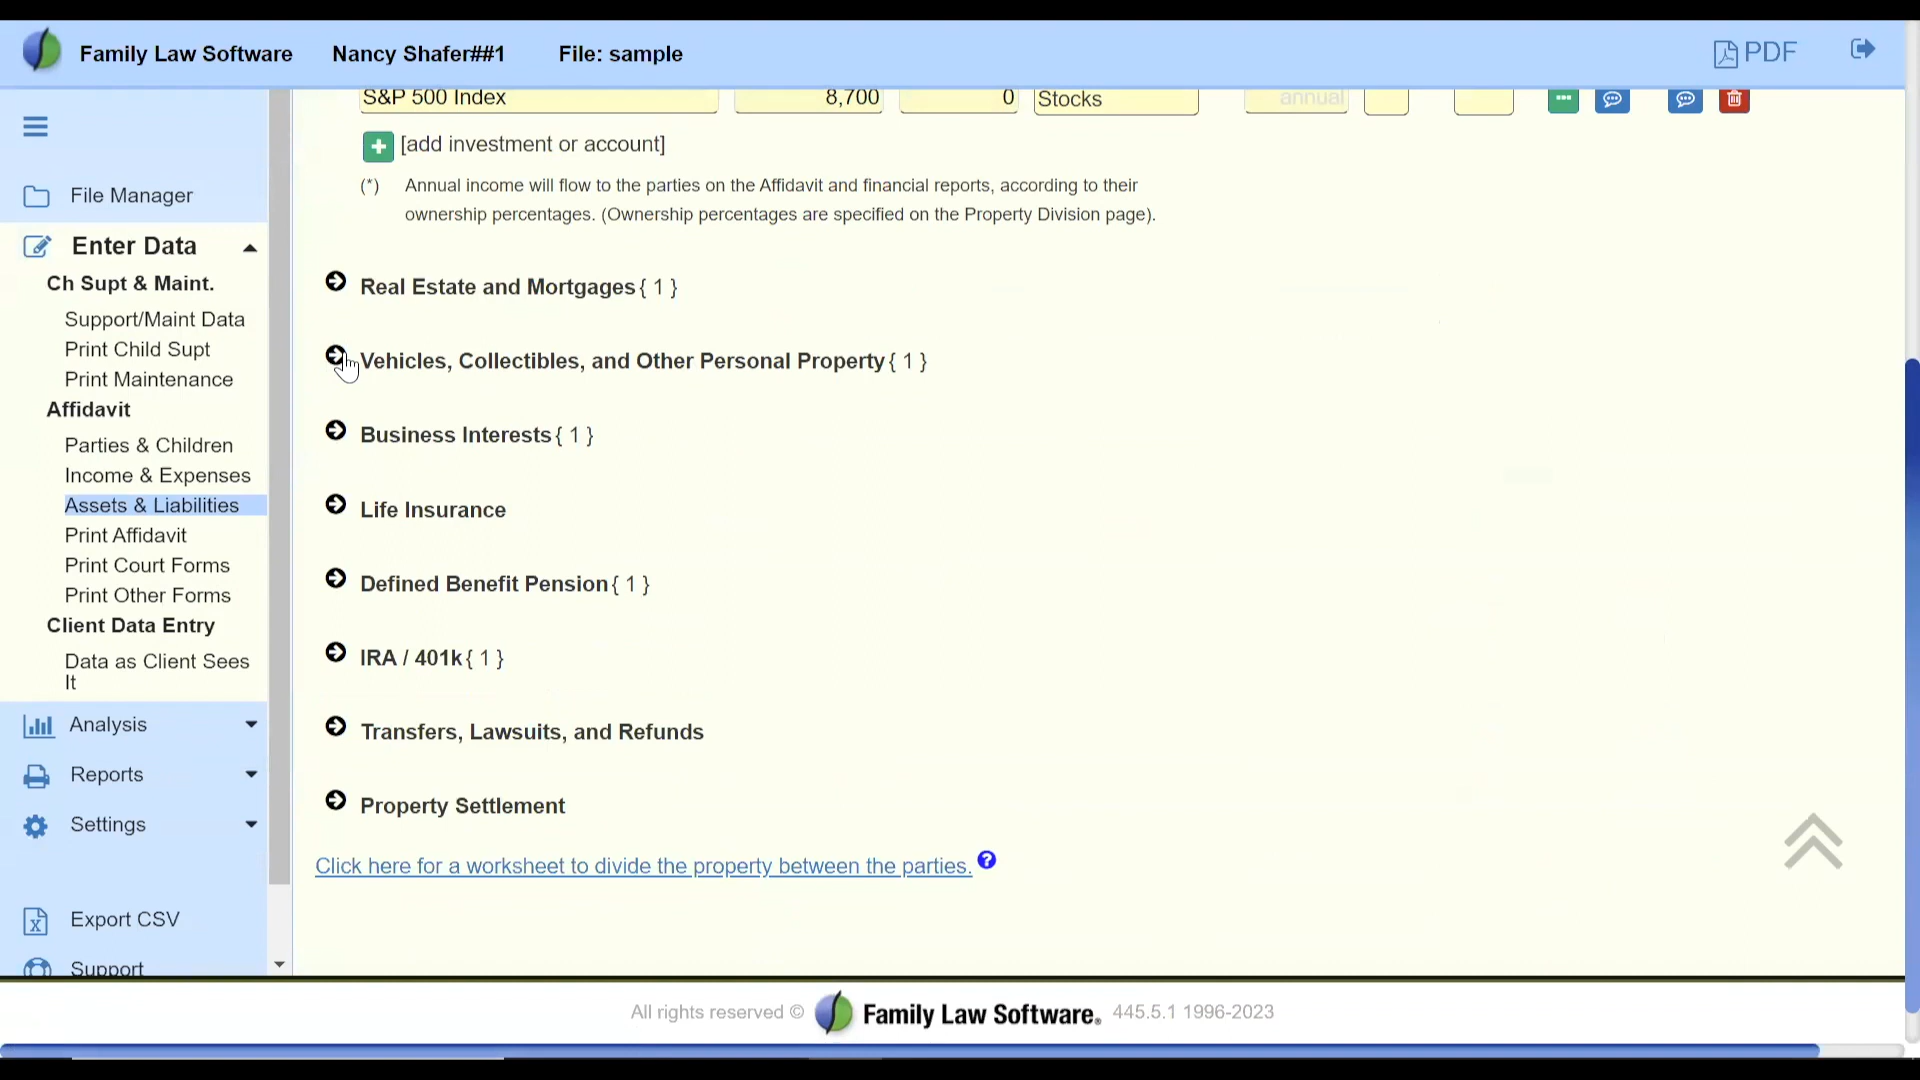 Family Law Software Nancy Shafer##1 File: sample PDF
S&P 500 Index 8,700 0 Stocks annual
[add investment or account]
(*) Annual income will flow to the parties on the Affidavit and financial reports, according to their
ownership percentages. (Ownership percentages are specified on the Property Division page).
File Manager
Enter Data
Ch Supt & Maint.
Support/Maint Data
Print Child Supt
Print Maintenance
Affidavit
Parties & Children
Income & Expenses
Assets & Liabilities
Print Affidavit
Print Court Forms
Print Other Forms
Client Data Entry
Data as Client Sees
It
Analysis
Reports
Settings
Export CSV
Support
Real Estate and Mortgages { 1 }
Vehicles, Collectibles, and Other Personal Property { 1 }
Business Interests { 1 }
Life Insurance
Defined Benefit Pension { 1 }
IRA / 401k { 1 }
Transfers, Lawsuits, and Refunds
Property Settlement
Click here for a worksheet to divide the property between the parties. ?
All rights reserved © Family Law Software® 445.5.1 1996-2023